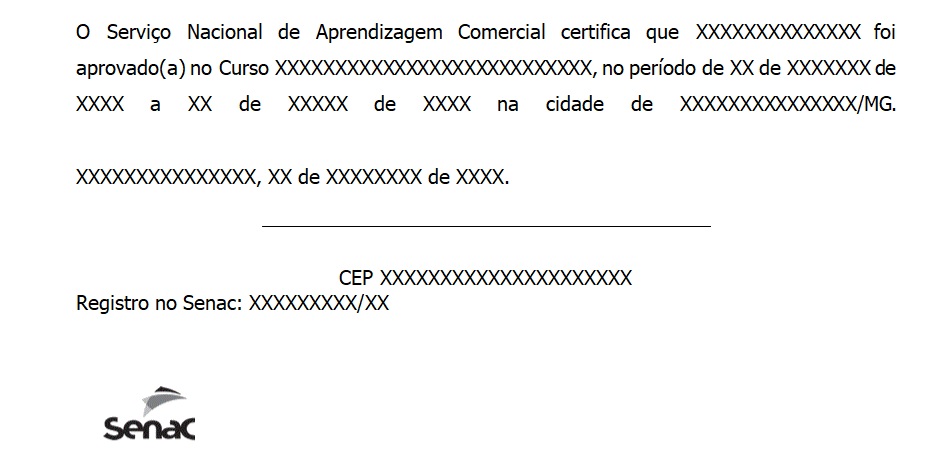 O Serviço Nacional de Aprendizagem Comercial certifica que XXXXXXXXXXXXXX foi
aprovado(a) no Curso XXXXXXXXXXXXXXXXXXXXXXXXXX, no período de XX de XXXXXXX de
XXXX a XX de XXXXX de XXXX na cidade de XXXXXXXXXXXXXXX/MG.
XXXXXXXXXXXXXXX, XX de XXXXXXXX de XXXX.
CEP XXXXXXXXXXXXXXXXXXXXX
Registro no Senac: XXXXXXXXX/XX
Senac